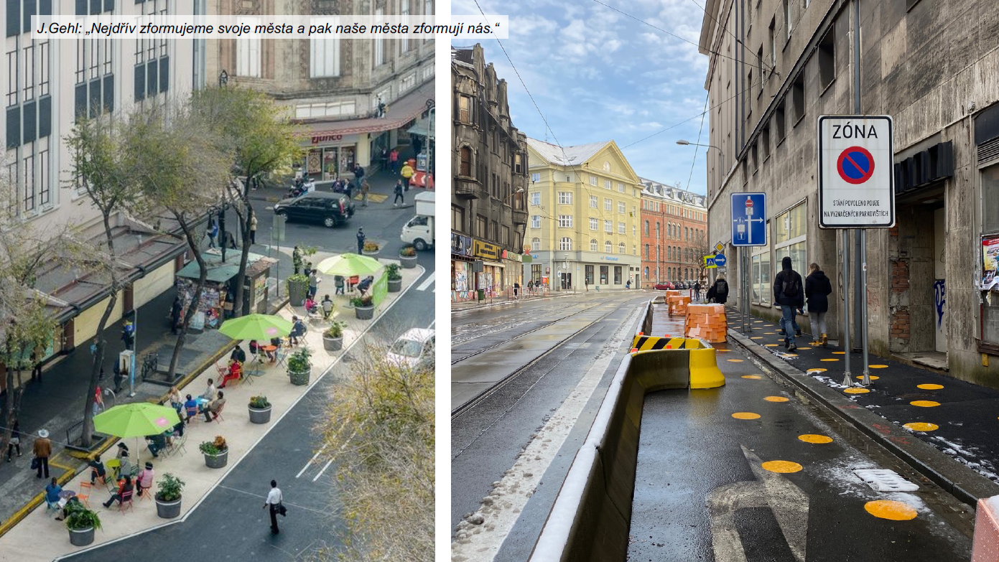 J.Gehl: „Nejdřív zformujeme svoje města a pak naše města zformují nás.“
ZÓNA
STÁNÍ POVOLENO POUZE
NA VYZNAČENÝCH PARKOVIŠTÍCH